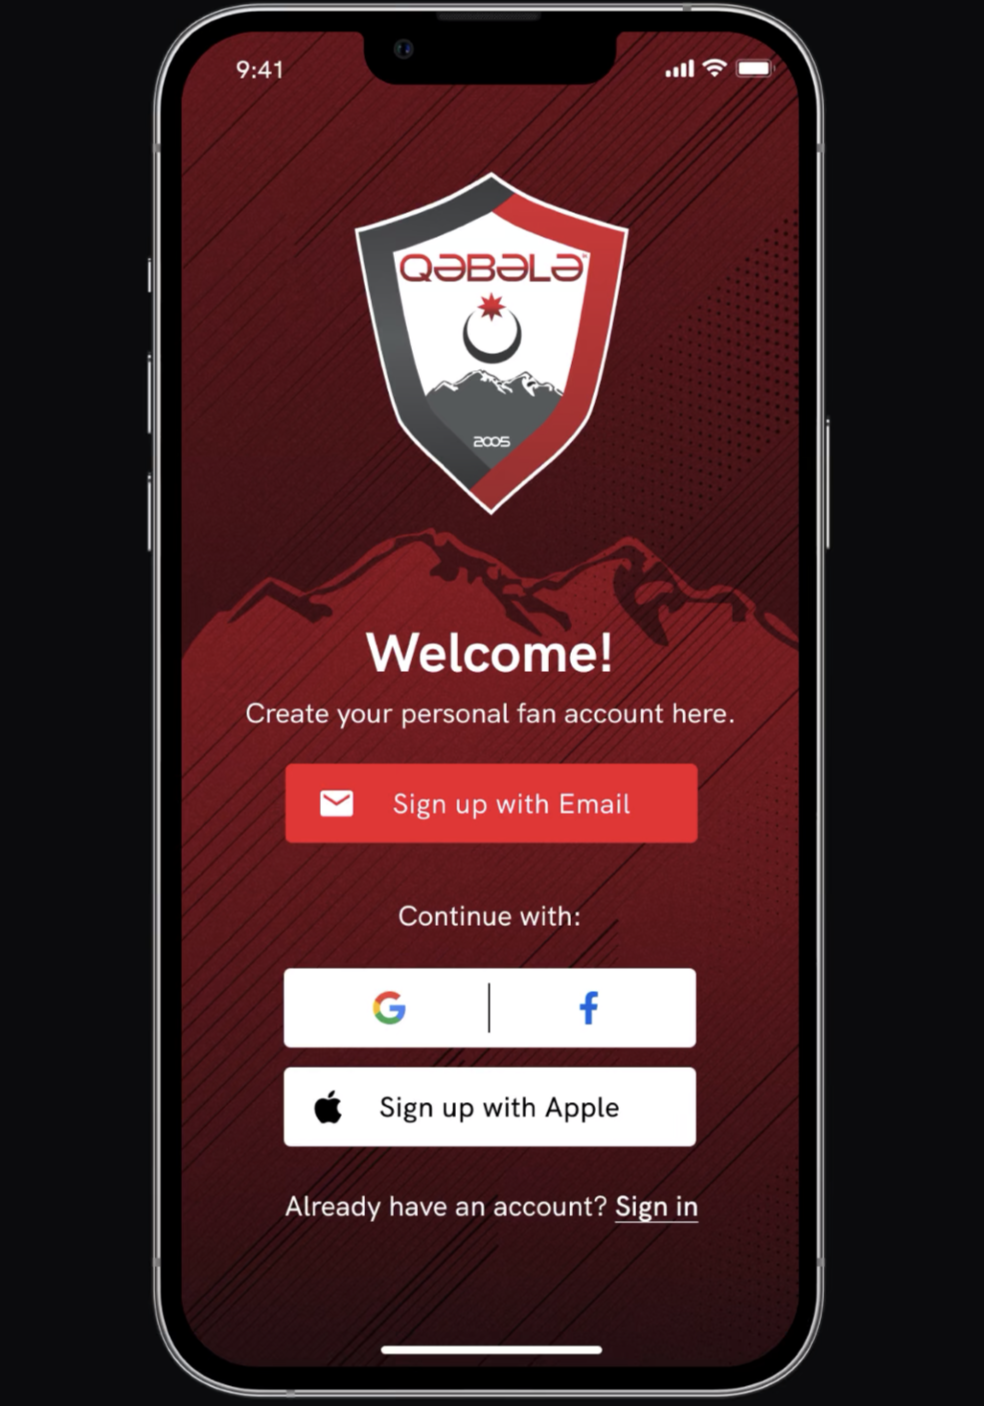 9:41
QƏBƏLƏ
2005
Welcome!
Create your personal fan account here.
Sign up with Email
Continue with:
Sign up with Apple
Already have an account? Sign in